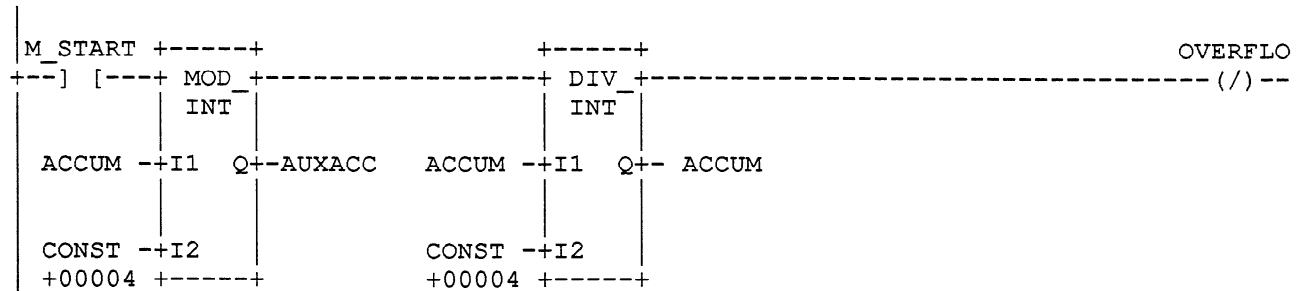 M_START OVERFLO
] [ MOD_ DIV_ (/)
INT INT
ACCUM I1 Q AUXACC ACCUM I1 Q ACCUM
CONST I2 CONST I2
+00004 +00004